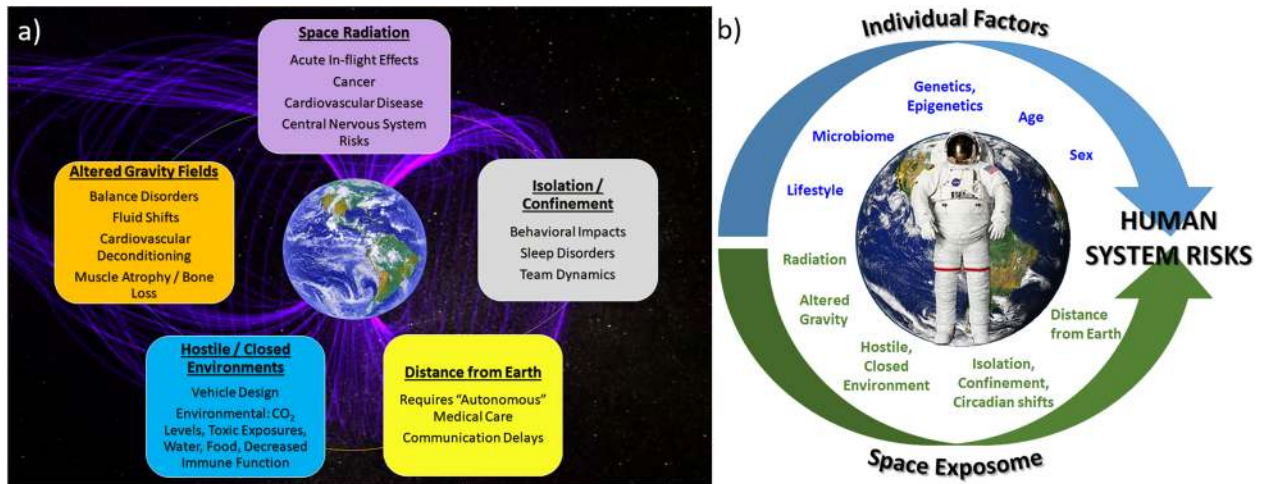 a)
Space Radiation
Acute In-flight Effects
Cancer
Cardiovascular Disease
Central Nervous System
Risks
Altered Gravity Fields
Balance Disorders
Fluid Shifts
Cardiovascular
Deconditioning
Muscle Atrophy / Bone
Loss
Isolation /
Confinement
Behavioral Impacts
Sleep Disorders
Team Dynamics
Hostile / Closed
Environments
Vehicle Design
Environmental: CO₂
Levels, Toxic Exposures,
Water, Food, Decreased
Immune Function
Distance from Earth
Requires “Autonomous”
Medical Care
Communication Delays
b)
Individual Factors
Genetics,
Epigenetics
Age
Microbiome
Sex
Lifestyle
HUMAN
SYSTEM RISKS
Radiation
Altered
Gravity
Hostile,
Closed
Environment
Isolation,
Confinement,
Circadian shifts
Distance
from Earth
Space Exposome